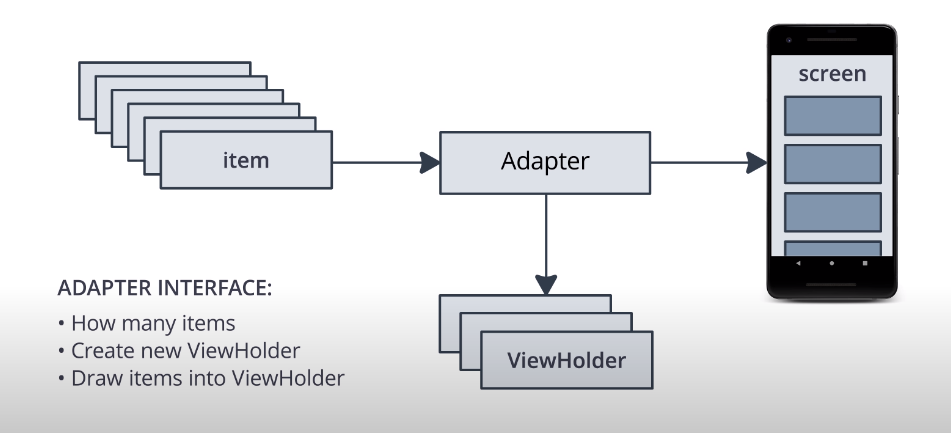 screen
item
Adapter
ADAPTER INTERFACE:
• How many items
• Create new ViewHolder
• Draw items into ViewHolder
ViewHolder